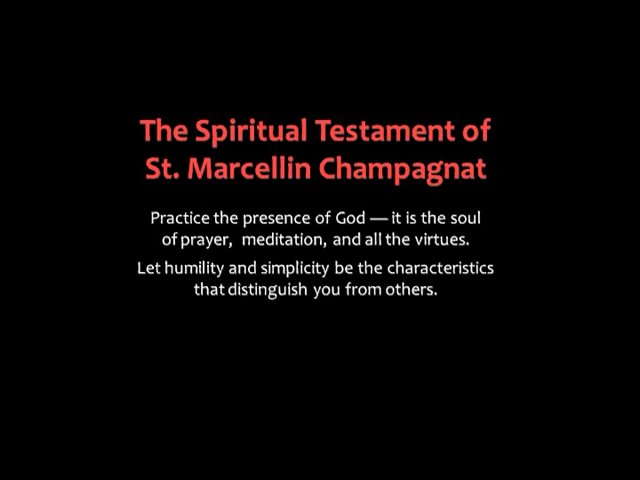 The Spiritual Testament of
St. Marcellin Champagnat
Practice the presence of God — it is the soul
of prayer, meditation, and all the virtues.
Let humility and simplicity be the characteristics
that distinguish you from others.